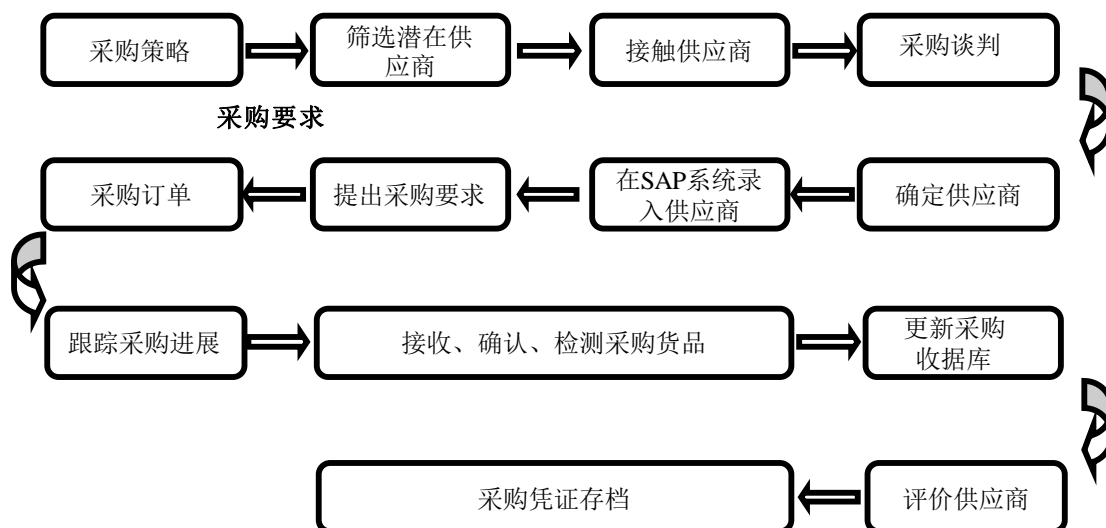 采购策略
筛选潜在供
应商
接触供应商
采购谈判
采购要求
采购订单
提出采购要求
在SAP系统录
入供应商
确定供应商
跟踪采购进展
接收、确认、检测采购货品
更新采购
收据库
采购凭证存档
评价供应商